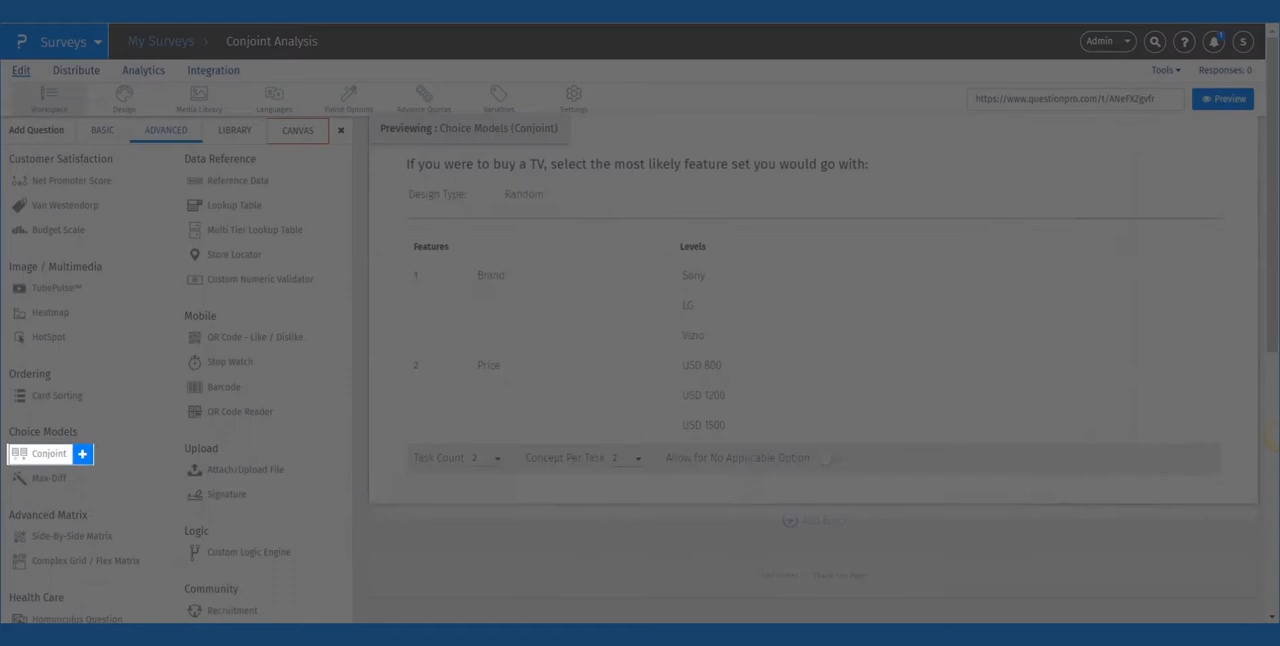 Surveys
My Surveys > Conjoint Analysis
Admin
? 1 S
Edit Distribute Analytics Integration
Tools Responses: 0
Workspace Design Media Library Languages Finish Options Advance Quotas Variables Settings
https://www.questionpro.com/t/ANeFXZgvfr
Preview
Add Question BASIC ADVANCED LIBRARY CANVAS
Customer Satisfaction
Net Promoter Score
Van Westendorp
Budget Scale
Image / Multimedia
TubePulse™
Heatmap
HotSpot
Ordering
Card Sorting
Choice Models
Conjoint +
Max-Diff
Advanced Matrix
Side-By-Side Matrix
Complex Grid / Flex Matrix
Health Care
Homunculus Question
Data Reference
Reference Data
Lookup Table
Multi Tier Lookup Table
Store Locator
Custom Numeric Validator
Mobile
QR Code - Like / Dislike
Stop Watch
Barcode
QR Code Reader
Upload
Attach/Upload File
Signature
Logic
Custom Logic Engine
Community
Recruitment
Previewing : Choice Models (Conjoint)
If you were to buy a TV, select the most likely feature set you would go with:
Design Type: Random
Features Levels
1 Brand Sony
LG
Vizio
2 Price USD 800
USD 1200
USD 1500
Task Count 2 Concept Per Task 2 Allow for No Applicable Option
Add Block
Thank You Page